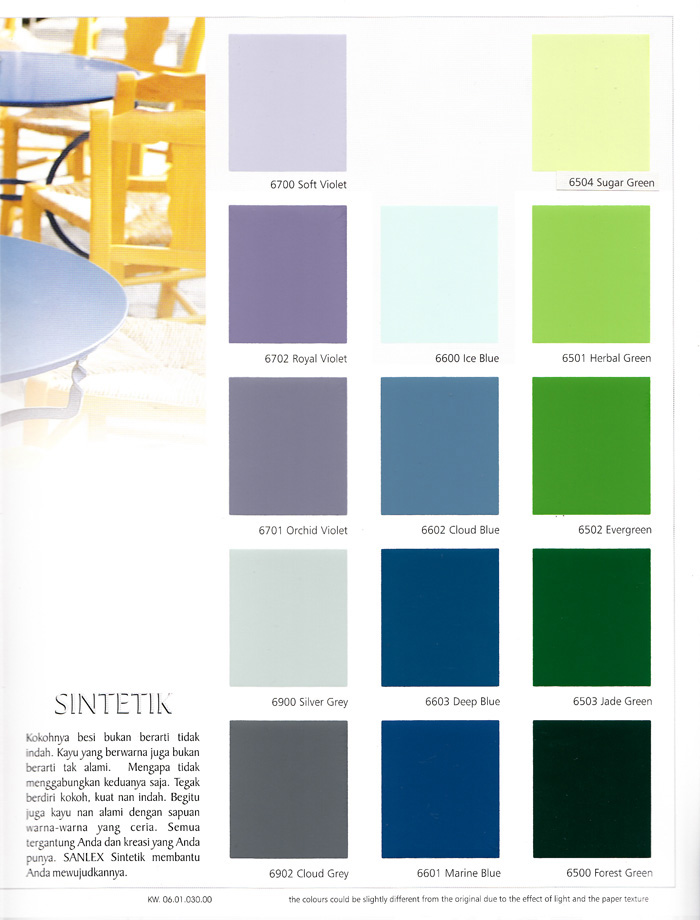 6700 Soft Violet
6504 Sugar Green
6702 Royal Violet
6600 Ice Blue
6501 Herbal Green
6701 Orchid Violet
6602 Cloud Blue
6502 Evergreen
6900 Silver Grey
6603 Deep Blue
6503 Jade Green
6902 Cloud Grey
6601 Marine Blue
6500 Forest Green
SINTETIK
Kokohnya besi bukan berarti tidak
indah. Kayu yang berwarna juga bukan
berarti tak alami. Mengapa tidak
menggabungkan keduanya saja. Tegak
berdiri kokoh, kuat nan indah. Begitu
juga kayu nan alami dengan sapuan
warna-warna yang ceria. Semua
tergantung Anda dan kreasi yang Anda
punya. SANLEX Sintetik membantu
Anda mewujudkannya.
KW. 06.01.030.00
the colours could be slightly different from the original due to the effect of light and the paper texture